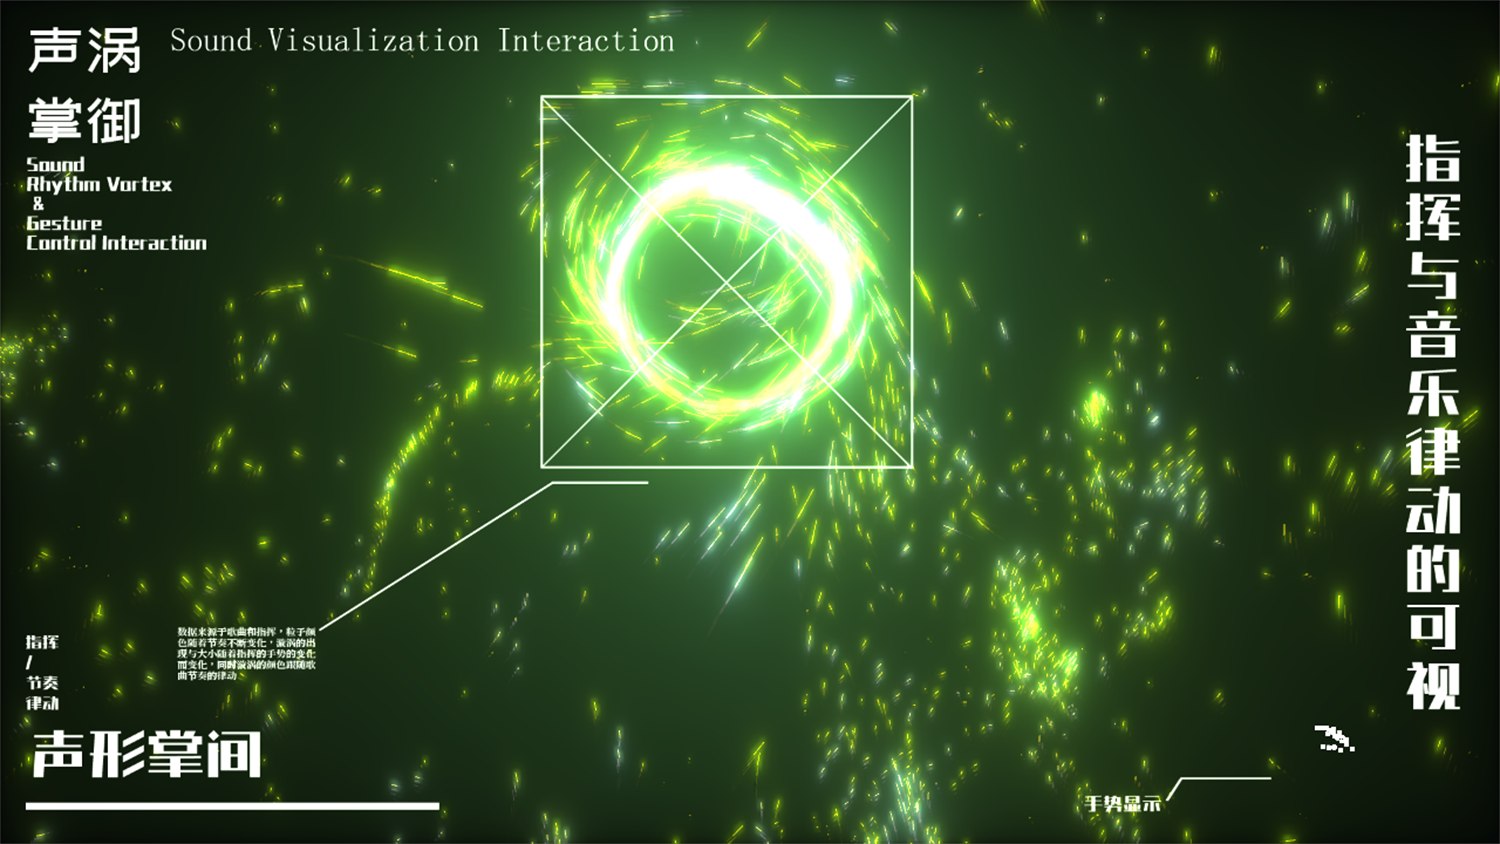 声涡
掌御
Sound Visualization Interaction
Sound
Rhythm Vortex
&
Gesture
Control Interaction
指挥与音乐律动的可视
数据来源于歌曲和指挥，粒子颜
色随着节奏不断变化，漩涡的出
现与大小随着指挥的手势的变化
而变化，同时漩涡的颜色跟随歌
曲节奏的律动
指挥
/
节奏
律动
声形掌间
手势显示